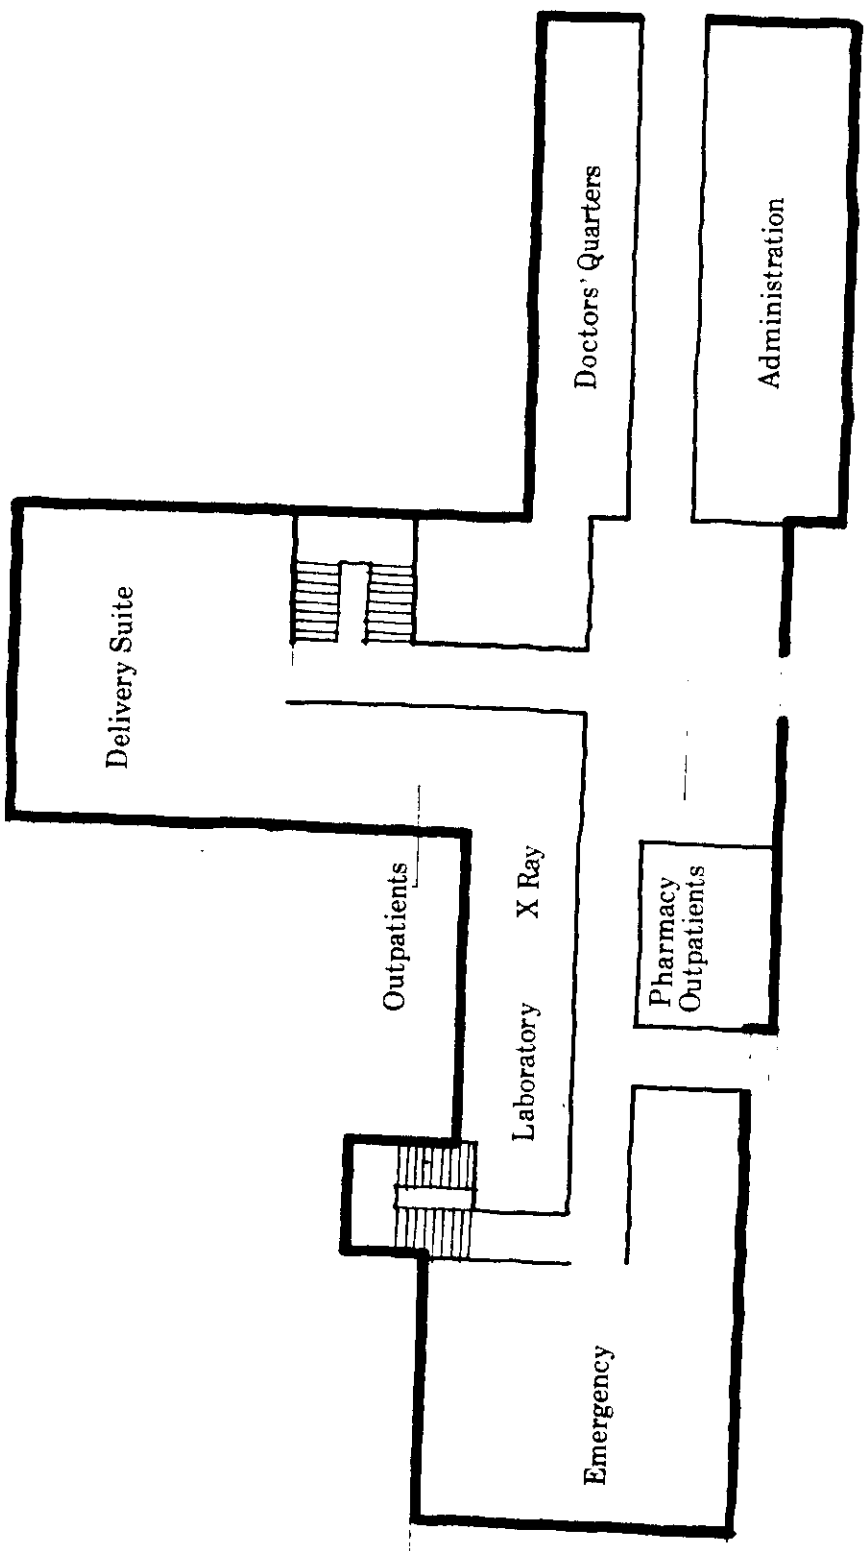 Delivery Suite
Outpatients
Doctors' Quarters
Laboratory
X Ray
Emergency
Pharmacy
Outpatients
Administration